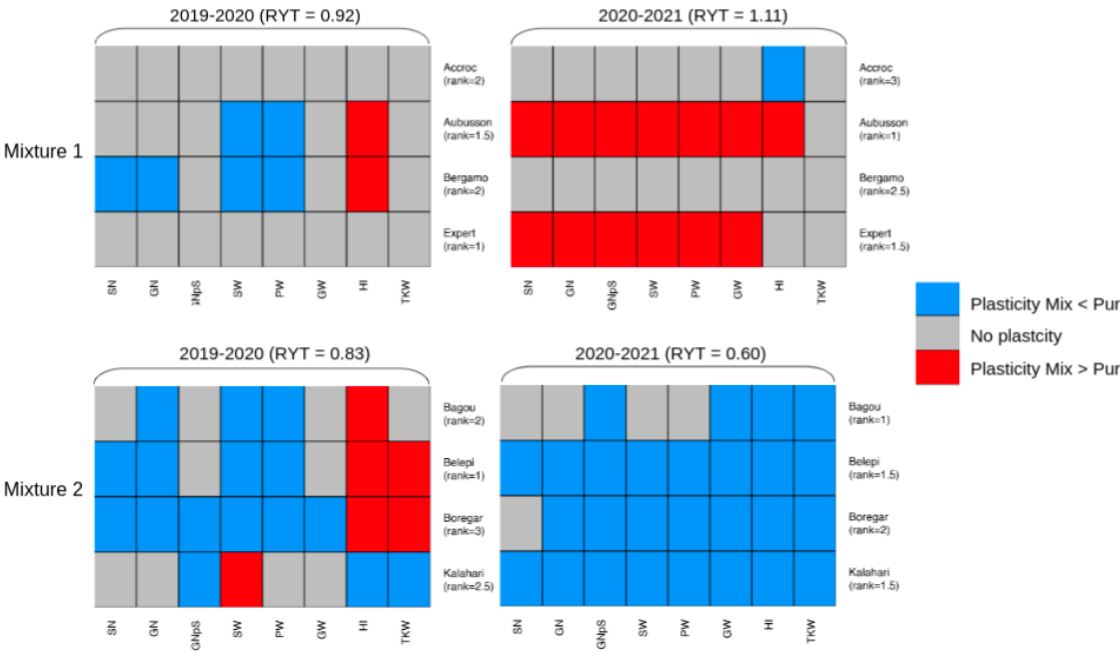 2019-2020 (RYT = 0.92)
2020-2021 (RYT = 1.11)
Mixture 1
Accroc
(rank=2)
Aubusson
(rank=1.5)
Bergamo
(rank=2)
Expert
(rank=1)
Accroc
(rank=3)
Aubusson
(rank=1)
Bergamo
(rank=2.5)
Expert
(rank=1.5)
SN GN GNpS SW PW GW HI TKW
SN GN GNpS SW PW GW HI TKW
Plasticity Mix < Pur
No plastcity
Plasticity Mix > Pur
2019-2020 (RYT = 0.83)
2020-2021 (RYT = 0.60)
Mixture 2
Bagou
(rank=2)
Belepi
(rank=1)
Boregar
(rank=3)
Kalahari
(rank=2.5)
Bagou
(rank=1)
Belepi
(rank=1.5)
Boregar
(rank=2)
Kalahari
(rank=1.5)
SN GN GNpS SW PW GW HI TKW
SN GN GNpS SW PW GW HI TKW